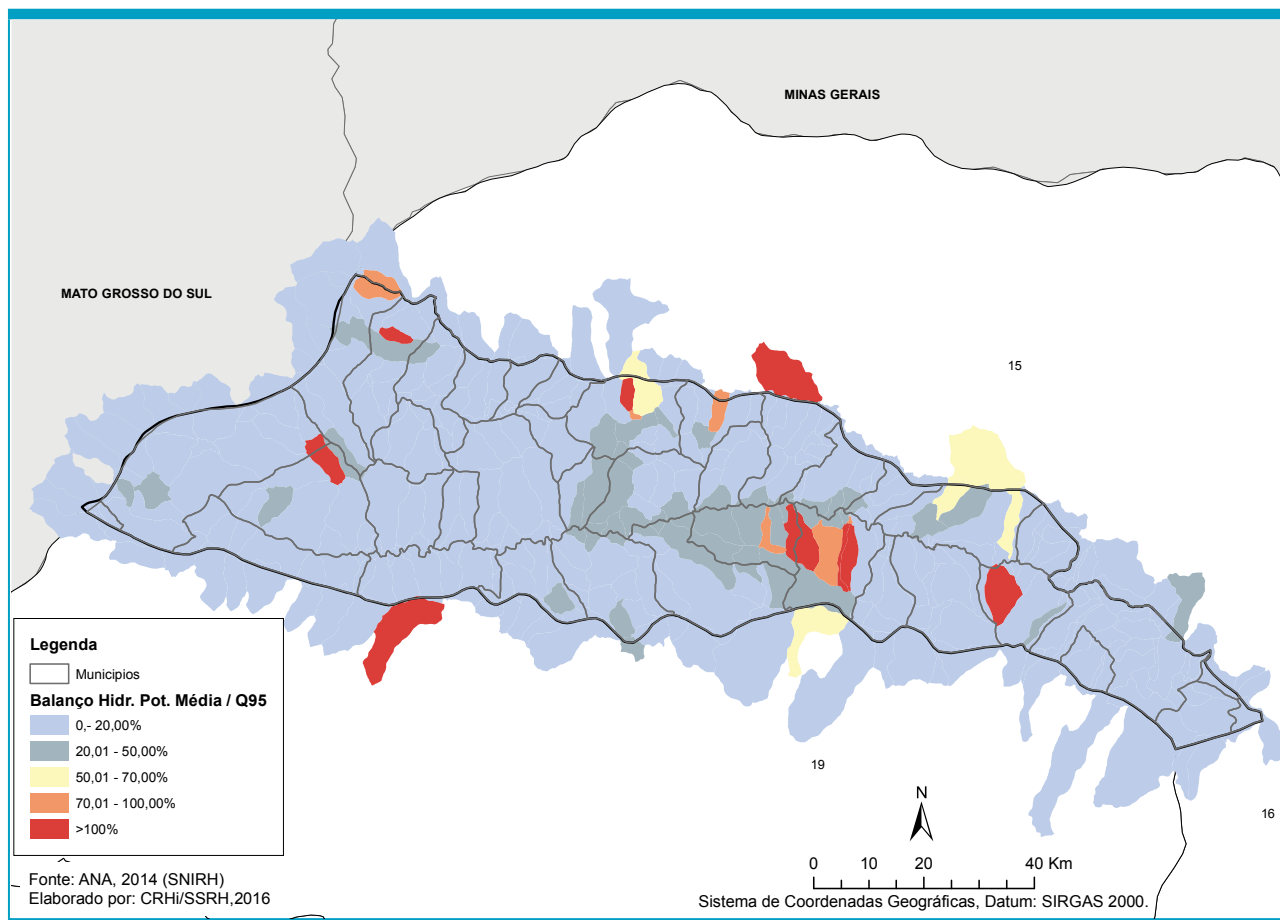 MINAS GERAIS
MATO GROSSO DO SUL
15
Legenda
Municipios
Balanço Hidr. Pot. Média / Q95
0,- 20,00%
20,01 - 50,00%
50,01 - 70,00%
70,01 - 100,00%
>100%
19
N
16
0 10 20 40 Km
Fonte: ANA, 2014 (SNIRH)
Elaborado por: CRHi/SSRH,2016
Sistema de Coordenadas Geográficas, Datum: SIRGAS 2000.